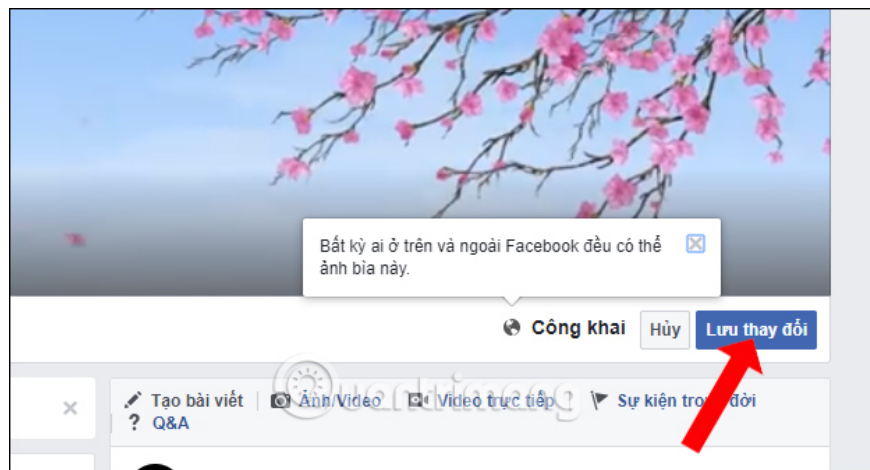 Bất kỳ ai ở trên và ngoài Facebook đều có thể
ảnh bìa này.
Công khai Hủy Lưu thay đổi
Tạo bài viết Ảnh/Video Video trực tiếp Sự kiện trong đời
? Q&A
Quantrimang